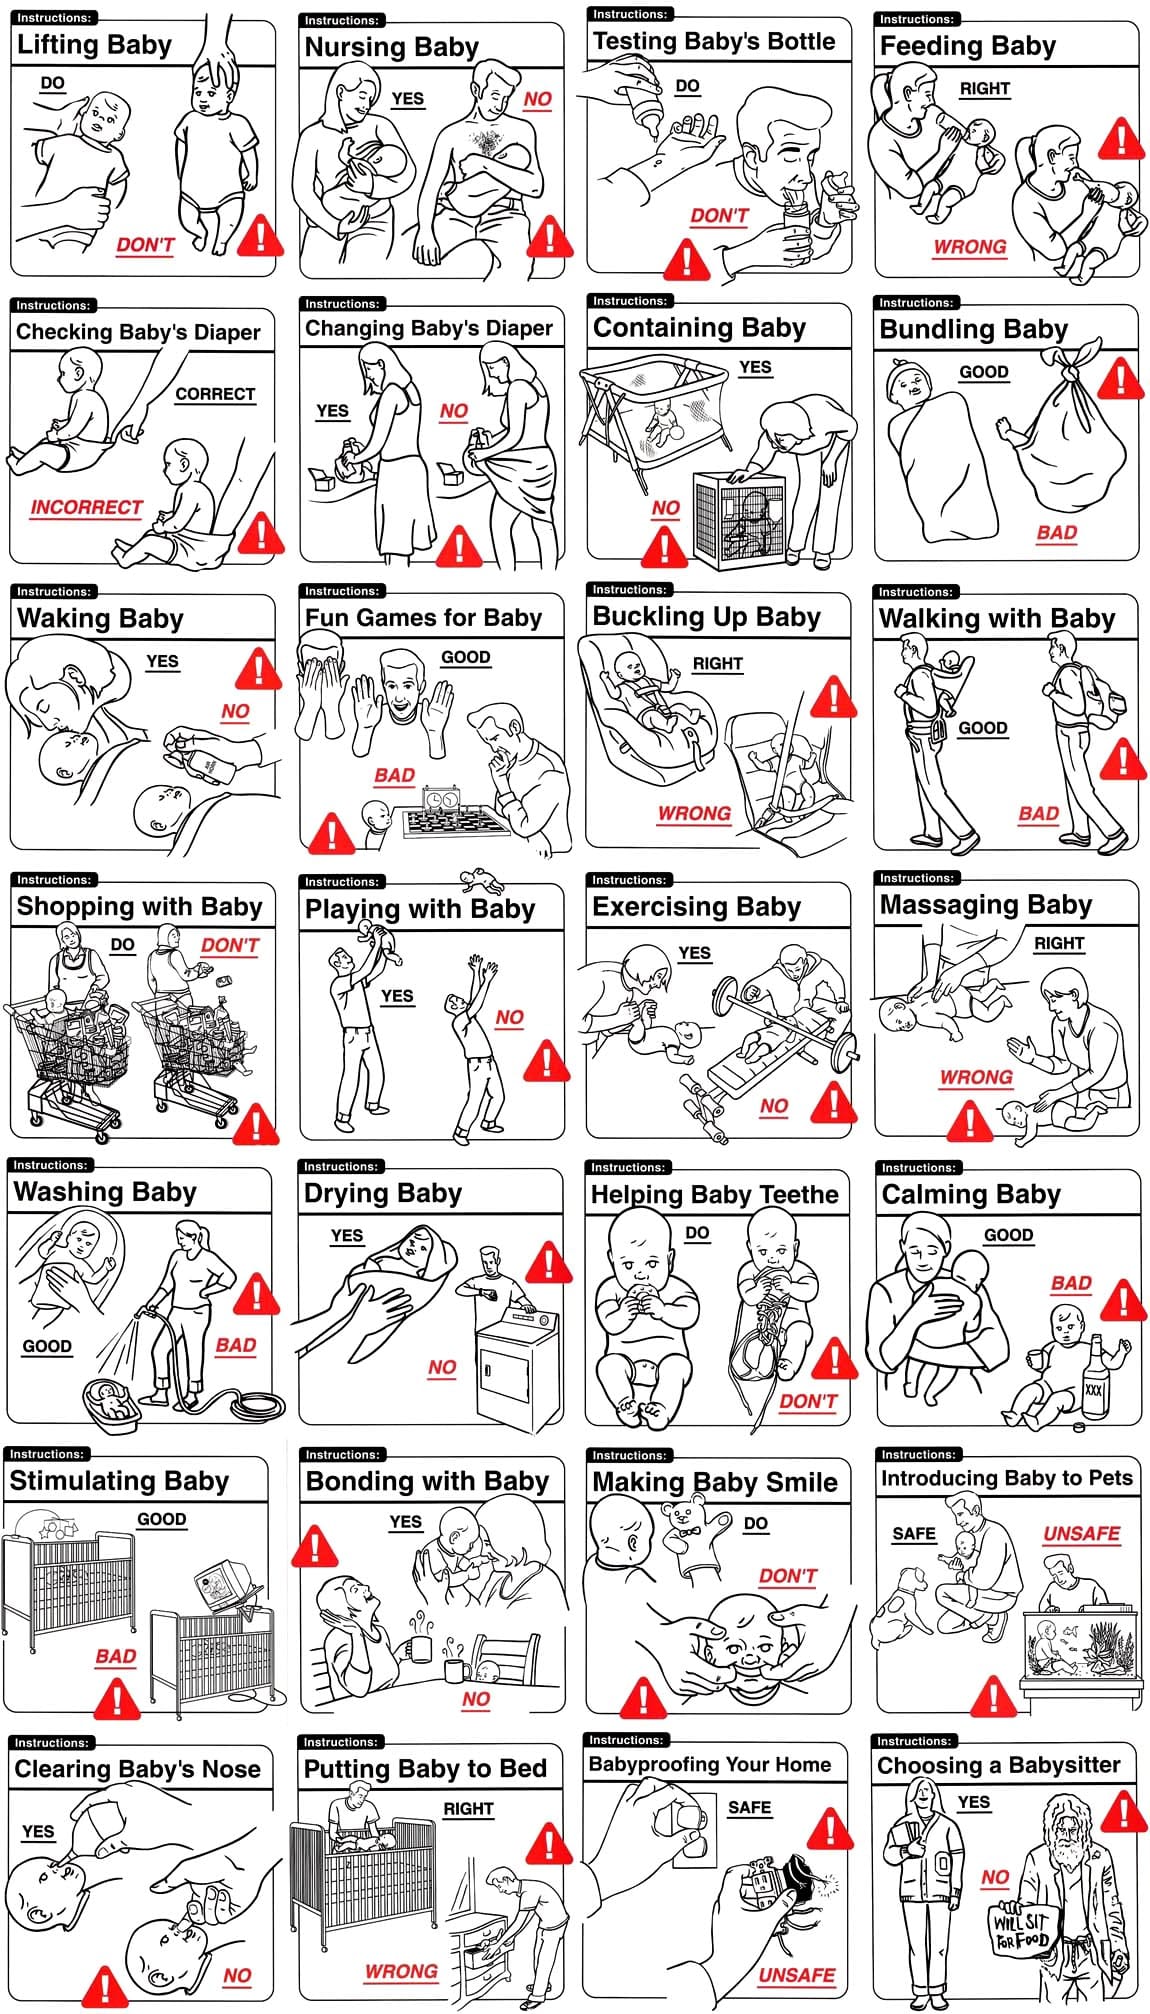 Instructions:
Lifting Baby
DO
DON'T
Instructions:
Nursing Baby
YES
NO
Instructions:
Testing Baby's Bottle
DO
DON'T
Instructions:
Feeding Baby
RIGHT
WRONG
Instructions:
Checking Baby's Diaper
CORRECT
INCORRECT
Instructions:
Changing Baby's Diaper
YES
NO
Instructions:
Containing Baby
YES
NO
Instructions:
Bundling Baby
GOOD
BAD
Instructions:
Waking Baby
YES
NO
AIR
HORN
Instructions:
Fun Games for Baby
GOOD
BAD
Instructions:
Buckling Up Baby
RIGHT
WRONG
Instructions:
Walking with Baby
GOOD
BAD
Instructions:
Shopping with Baby
DO
DON'T
Instructions:
Playing with Baby
YES
NO
Instructions:
Exercising Baby
YES
NO
Instructions:
Massaging Baby
RIGHT
WRONG
Instructions:
Washing Baby
GOOD
BAD
Instructions:
Drying Baby
YES
NO
Instructions:
Helping Baby Teethe
DO
DON'T
Instructions:
Calming Baby
GOOD
BAD
XXX
Instructions:
Stimulating Baby
GOOD
BAD
Instructions:
Bonding with Baby
YES
NO
Instructions:
Making Baby Smile
DO
DON'T
Instructions:
Introducing Baby to Pets
SAFE
UNSAFE
Instructions:
Clearing Baby's Nose
YES
NO
Instructions:
Putting Baby to Bed
RIGHT
WRONG
Instructions:
Babyproofing Your Home
SAFE
UNSAFE
Instructions:
Choosing a Babysitter
YES
NO
WILL SIT
FOR FOOD